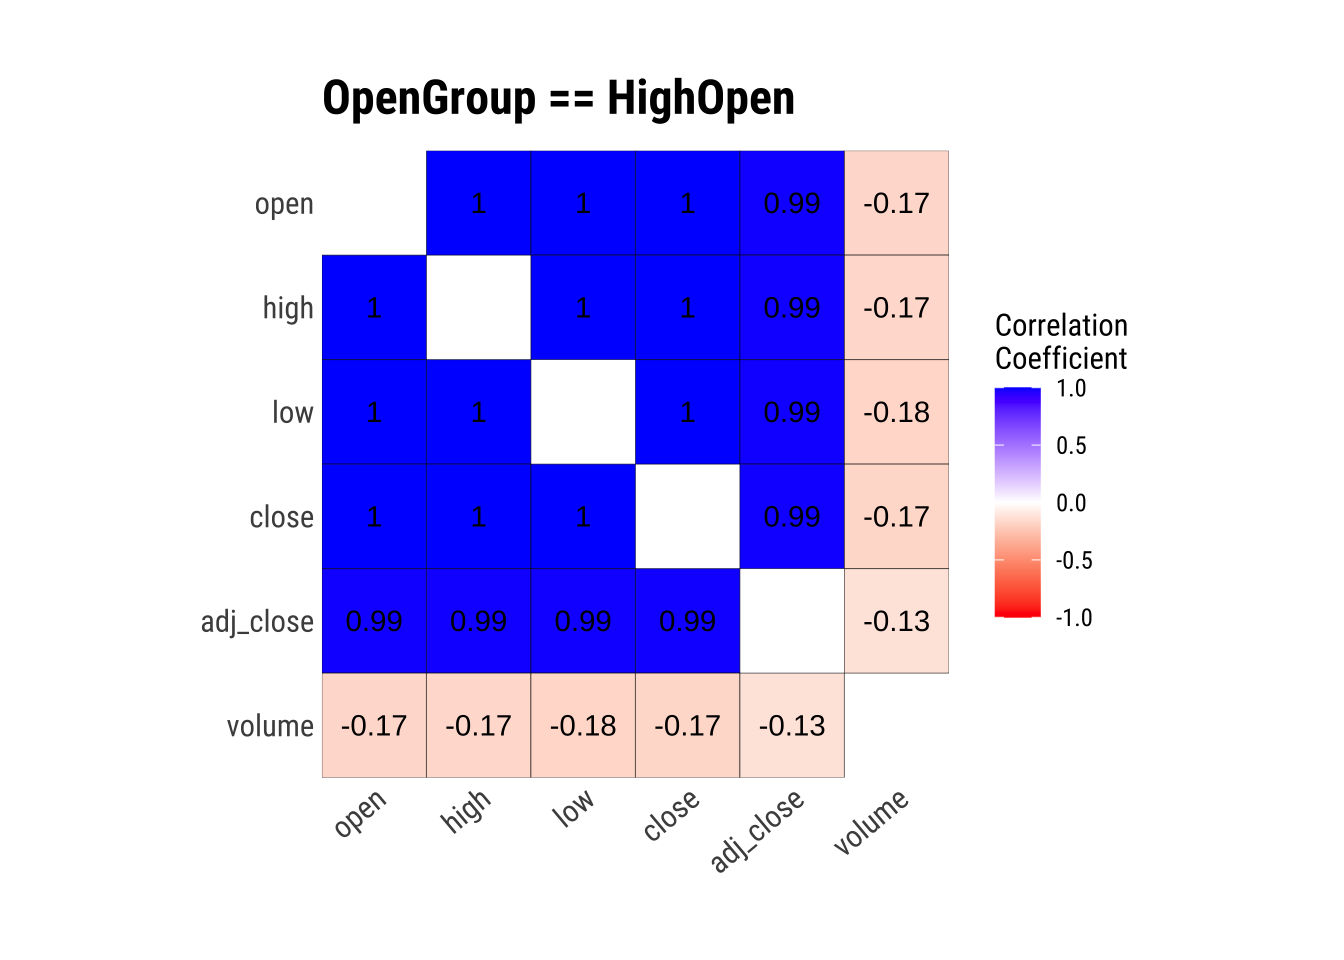 OpenGroup == HighOpen
open 1 1 1 0.99 -0.17
high 1 1 1 0.99 -0.17
low 1 1 1 0.99 -0.18
close 1 1 1 0.99 -0.17
adj_close 0.99 0.99 0.99 0.99 -0.13
volume -0.17 -0.17 -0.18 -0.17 -0.13
open high low close adj_close volume
Correlation
Coefficient
1.0
0.5
0.0
-0.5
-1.0